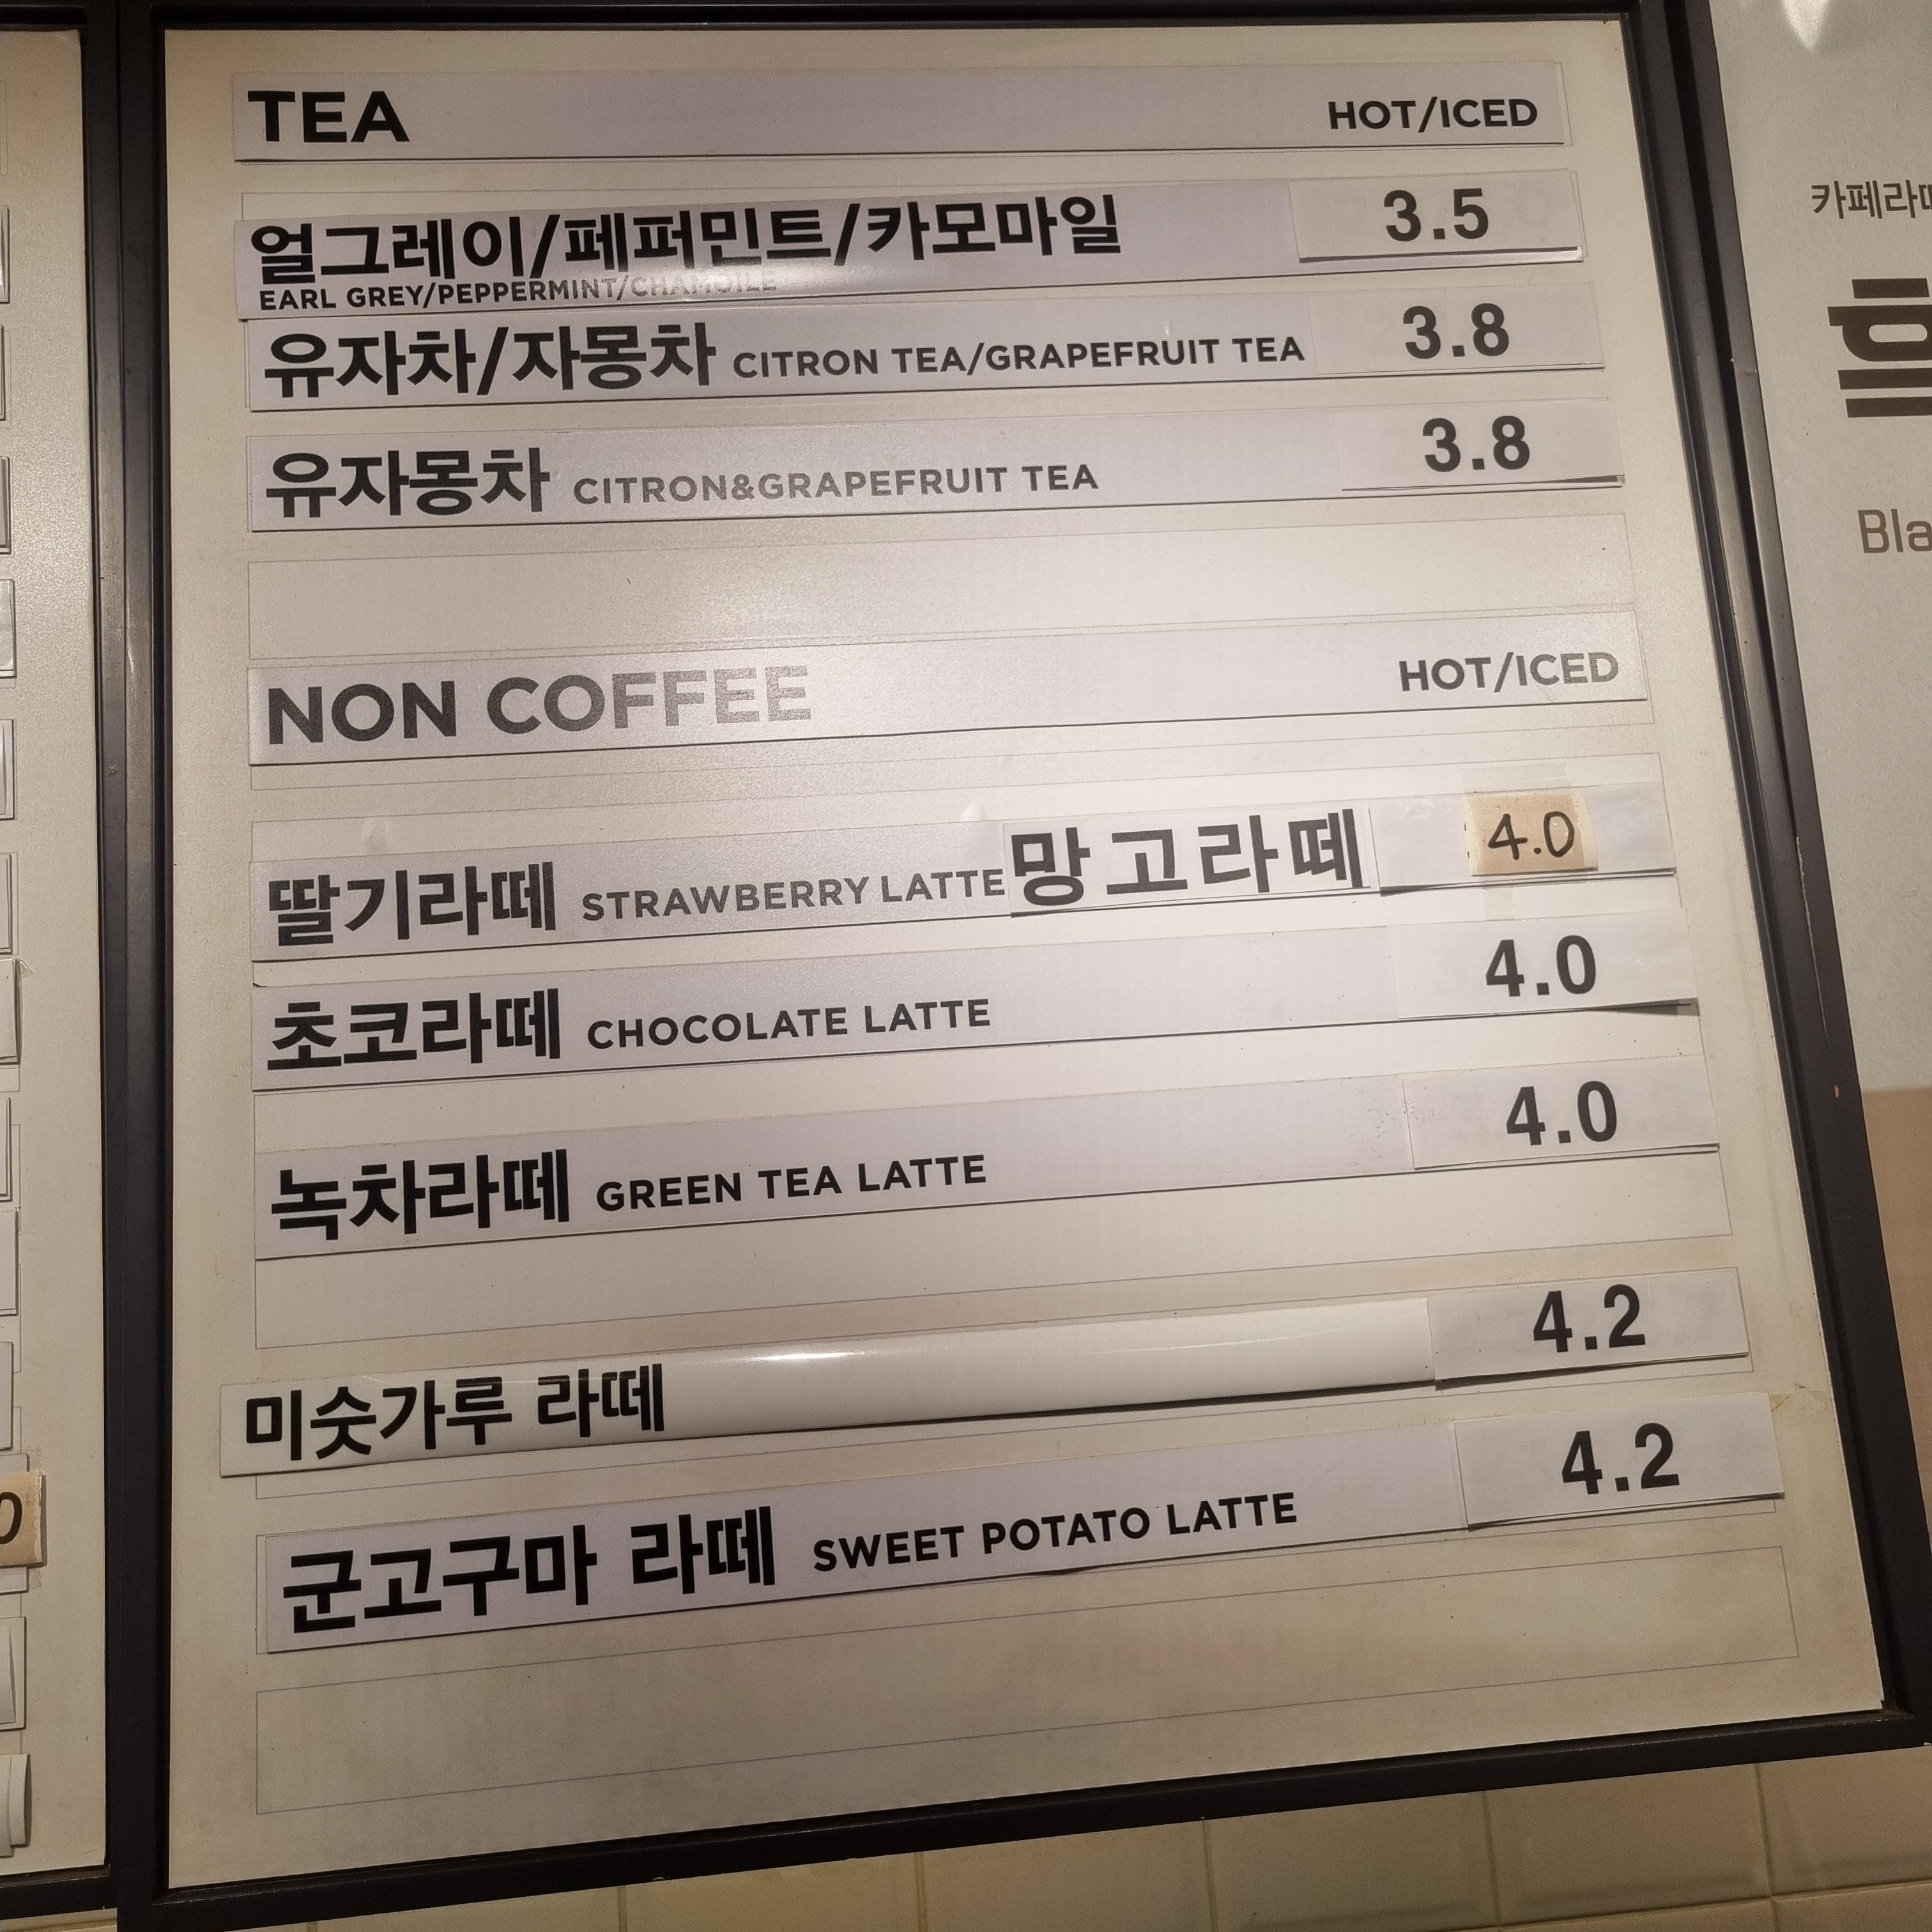 TEA HOT/ICED
얼그레이/페퍼민트/카모마일 3.5
EARL GREY/PEPPERMINT/CHAMOILE
유자차/자몽차 CITRON TEA/GRAPEFRUIT TEA 3.8
유자몽차 CITRON&GRAPEFRUIT TEA 3.8
NON COFFEE HOT/ICED
딸기라떼 STRAWBERRY LATTE 망고라떼 4.0
초코라떼 CHOCOLATE LATTE 4.0
녹차라떼 GREEN TEA LATTE 4.0
미숫가루 라떼 4.2
군고구마 라떼 SWEET POTATO LATTE 4.2